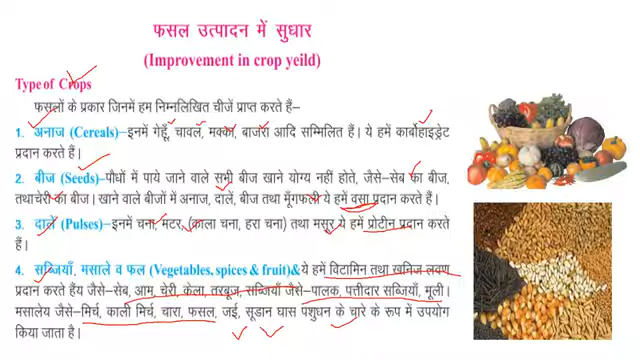 फसल उत्पादन में सुधार
(Improvement in crop yeild)
Type of Crops
फसलों के प्रकार जिनमें हम निम्नलिखित चीजें प्राप्त करते हैं–
1. अनाज (Cereals)–इनमें गेहूँ, चावल, मक्का, बाजरा आदि सम्मिलित हैं। ये हमें कार्बोहाइड्रेट
प्रदान करते हैं।
2. बीज (Seeds)–पौधों में पाये जाने वाले सभी बीज खाने योग्य नहीं होते, जैसे–सेब का बीज,
तथाचेरी का बीज। खाने वाले बीजों में अनाज, दालें, बीज तथा मूँगफली ये हमें वसा प्रदान करते हैं।
3. दालें (Pulses)–इनमें चना, मटर, (काला चना, हरा चना) तथा मसूर ये हमें प्रोटीन प्रदान करते
हैं।
4. सब्जियाँ, मसाले व फल (Vegetables, spices & fruit)&ये हमें विटामिन तथा खनिज लवण
प्रदान करते हैंय जैसे–सेब, आम, चेरी, केला, तरबूज, सब्जियाँ जैसे–पालक, पत्तीदार सब्जियाँ, मूली।
मसालेय जैसे–मिर्च, काली मिर्च, चारा, फसल, जई, सूडान घास पशुधन के चारे के रूप में उपयोग
किया जाता है।